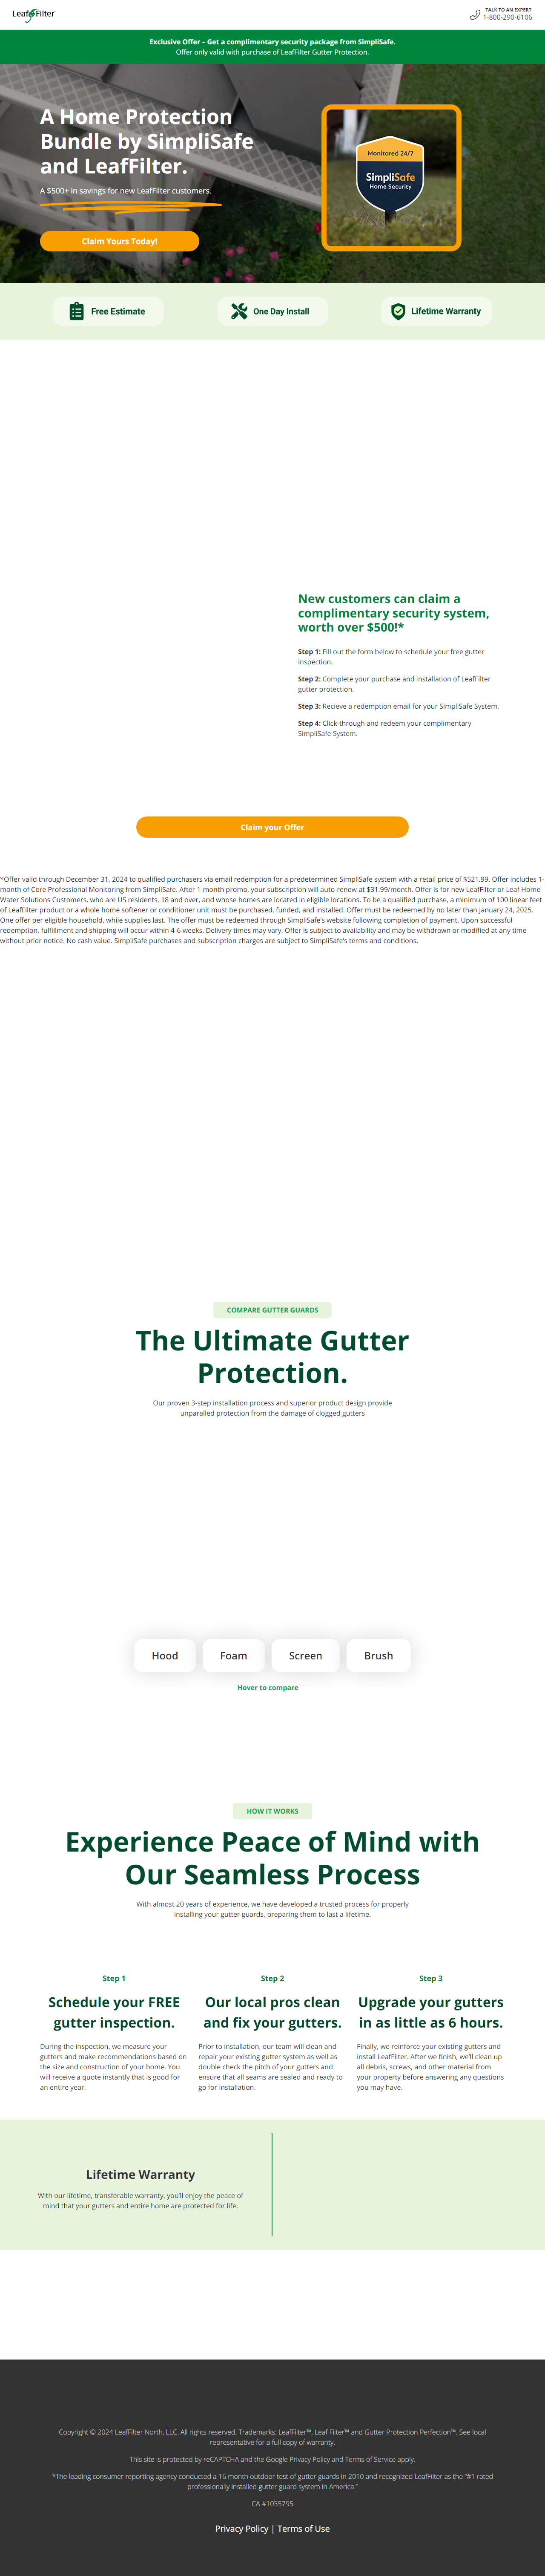 LeafFilter
TALK TO AN EXPERT
1-800-290-6106
Exclusive Offer – Get a complimentary security package from SimpliSafe.
Offer only valid with purchase of LeafFilter Gutter Protection.
A Home Protection
Bundle by SimpliSafe
and LeafFilter.
A $500+ in savings for new LeafFilter customers.
Claim Yours Today!
Monitored 24/7
SimpliSafe
Home Security
Free Estimate
One Day Install
Lifetime Warranty
New customers can claim a
complimentary security system,
worth over $500!*
Step 1: Fill out the form below to schedule your free gutter
inspection.
Step 2: Complete your purchase and installation of LeafFilter
gutter protection.
Step 3: Recieve a redemption email for your SimpliSafe System.
Step 4: Click-through and redeem your complimentary
SimpliSafe System.
Claim your Offer
*Offer valid through December 31, 2024 to qualified purchasers via email redemption for a predetermined SimpliSafe system with a retail price of $521.99. Offer includes 1-
month of Core Professional Monitoring from SimpliSafe. After 1-month promo, your subscription will auto-renew at $31.99/month. Offer is for new LeafFilter or Leaf Home
Water Solutions Customers, who are US residents, 18 and over, and whose homes are located in eligible locations. To be a qualified purchase, a minimum of 100 linear feet
of LeafFilter product or a whole home softener or conditioner unit must be purchased, funded, and installed. Offer must be redeemed by no later than January 24, 2025.
One offer per eligible household, while supplies last. The offer must be redeemed through SimpliSafe's website following completion of payment. Upon successful
redemption, fulfillment and shipping will occur within 4-6 weeks. Delivery times may vary. Offer is subject to availability and may be withdrawn or modified at any time
without prior notice. No cash value. SimpliSafe purchases and subscription charges are subject to SimpliSafe's terms and conditions.
COMPARE GUTTER GUARDS
The Ultimate Gutter
Protection.
Our proven 3-step installation process and superior product design provide
unparalled protection from the damage of clogged gutters
Hood
Foam
Screen
Brush
Hover to compare
HOW IT WORKS
Experience Peace of Mind with
Our Seamless Process
With almost 20 years of experience, we have developed a trusted process for properly
installing your gutter guards, preparing them to last a lifetime.
Step 1
Schedule your FREE
gutter inspection.
During the inspection, we measure your
gutters and make recommendations based on
the size and construction of your home. You
will receive a quote instantly that is good for
an entire year.
Step 2
Our local pros clean
and fix your gutters.
Prior to installation, our team will clean and
repair your existing gutter system as well as
double check the pitch of your gutters and
ensure that all seams are sealed and ready to
go for installation.
Step 3
Upgrade your gutters
in as little as 6 hours.
Finally, we reinforce your existing gutters and
install LeafFilter. After we finish, we'll clean up
all debris, screws, and other material from
your property before answering any questions
you may have.
Lifetime Warranty
With our lifetime, transferable warranty, you'll enjoy the peace of
mind that your gutters and entire home are protected for life.
Copyright © 2024 LeafFilter North, LLC. All rights reserved. Trademarks: LeafFilter™, Leaf Filter™ and Gutter Protection Perfection™. See local
representative for a full copy of warranty.
This site is protected by reCAPTCHA and the Google Privacy Policy and Terms of Service apply.
*The leading consumer reporting agency conducted a 16 month outdoor test of gutter guards in 2010 and recognized LeafFilter as the "#1 rated
professionally installed gutter guard system in America."
CA #1035795
Privacy Policy | Terms of Use